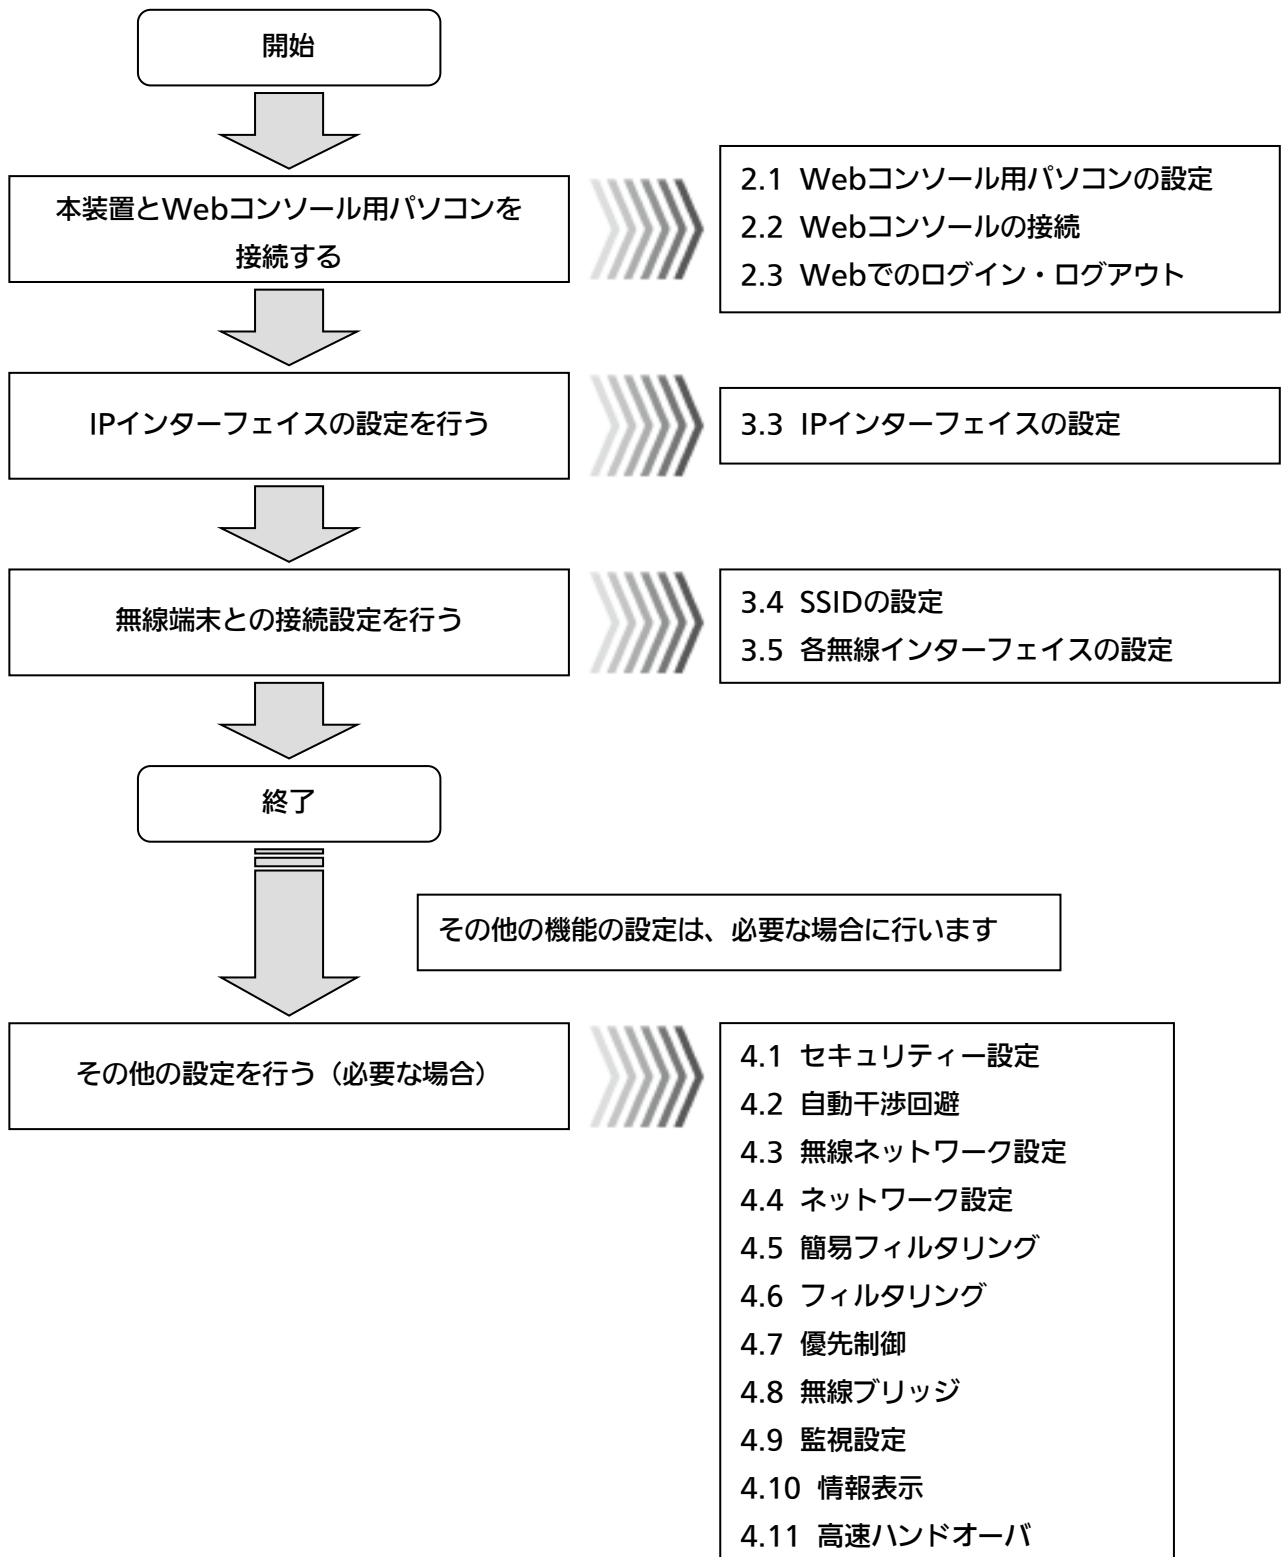 開始
本装置とWebコンソール用パソコンを
接続する
2.1 Webコンソール用パソコンの設定
2.2 Webコンソールの接続
2.3 Webでのログイン・ログアウト
IPインターフェイスの設定を行う
3.3 IPインターフェイスの設定
無線端末との接続設定を行う
3.4 SSIDの設定
3.5 各無線インターフェイスの設定
終了
その他の機能の設定は、必要な場合に行います
その他の設定を行う（必要な場合）
4.1 セキュリティー設定
4.2 自動干渉回避
4.3 無線ネットワーク設定
4.4 ネットワーク設定
4.5 簡易フィルタリング
4.6 フィルタリング
4.7 優先制御
4.8 無線ブリッジ
4.9 監視設定
4.10 情報表示
4.11 高速ハンドオーバ